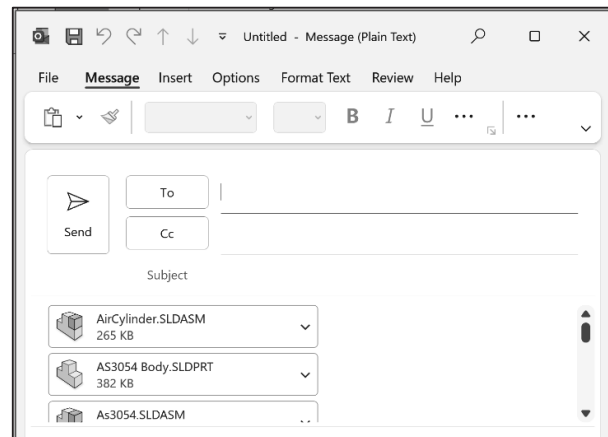 Untitled - Message (Plain Text)
File Message Insert Options Format Text Review Help
B I U
To
Send
Cc
Subject
AirCylinder.SLDASM
265 KB
AS3054 Body.SLDPRT
382 KB
As3054.SLDASM